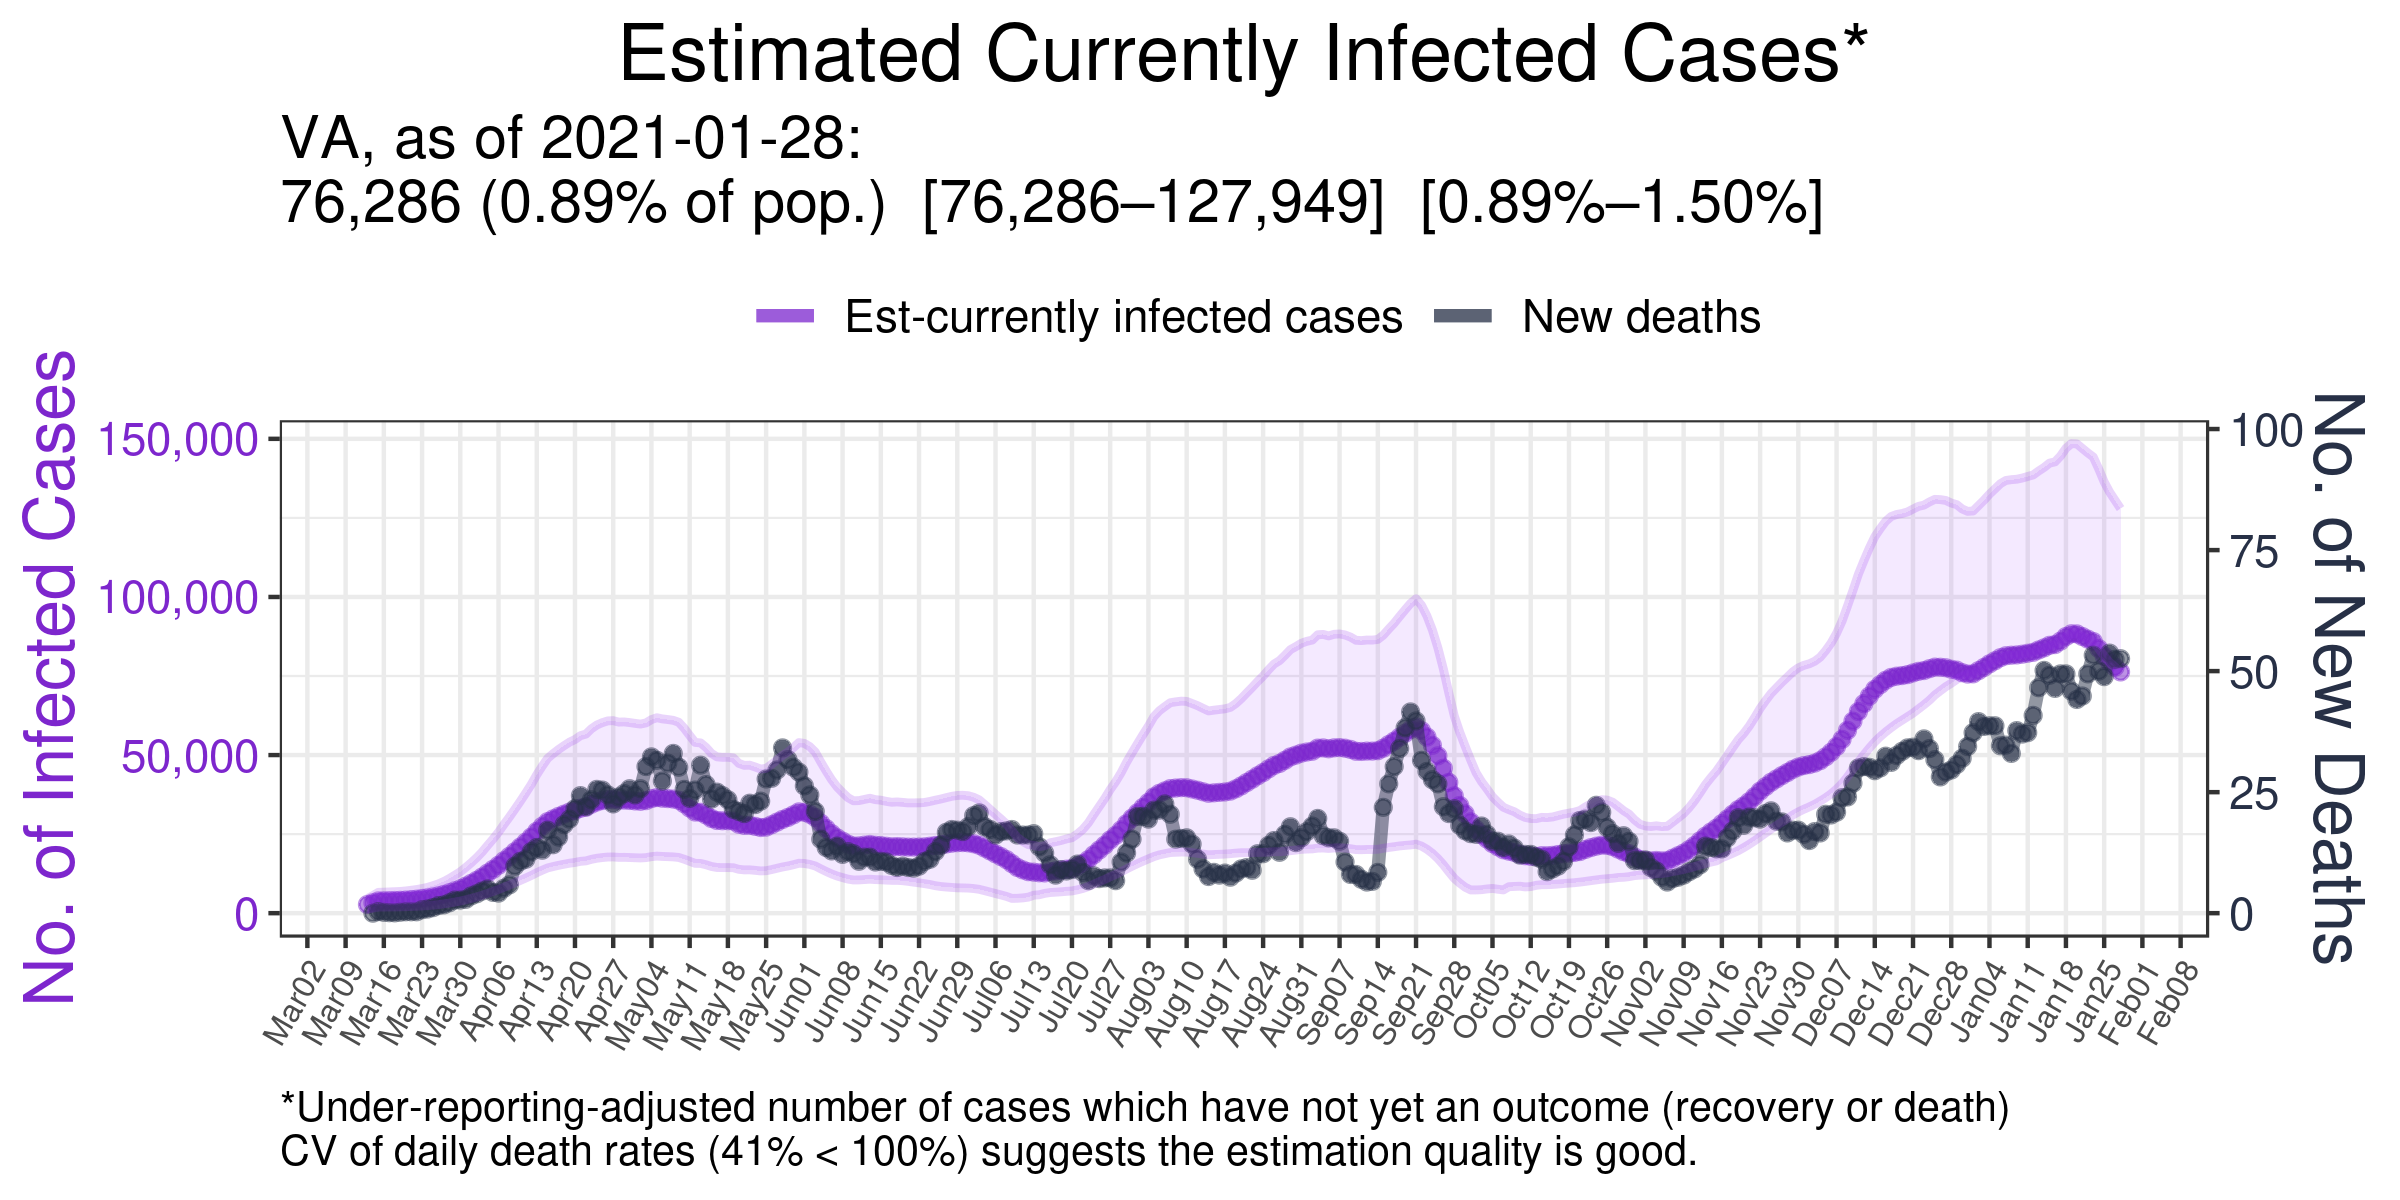 Estimated Currently Infected Cases*
VA, as of 2021-01-28:
76,286 (0.89% of pop.)  [76,286–127,949]  [0.89%–1.50%]
Est-currently infected cases
New deaths
No. of Infected Cases
150,000
100,000
50,000
0
100
75
50
25
0
No. of New Deaths
Mar02
Mar09
Mar16
Mar23
Mar30
Apr06
Apr13
Apr20
Apr27
May04
May11
May18
May25
Jun01
Jun08
Jun15
Jun22
Jun29
Jul06
Jul13
Jul20
Jul27
Aug03
Aug10
Aug17
Aug24
Aug31
Sep07
Sep14
Sep21
Sep28
Oct05
Oct12
Oct19
Oct26
Nov02
Nov09
Nov16
Nov23
Nov30
Dec07
Dec14
Dec21
Dec28
Jan04
Jan11
Jan18
Jan25
Feb01
Feb08
*Under-reporting-adjusted number of cases which have not yet an outcome (recovery or death)
CV of daily death rates (41% < 100%) suggests the estimation quality is good.